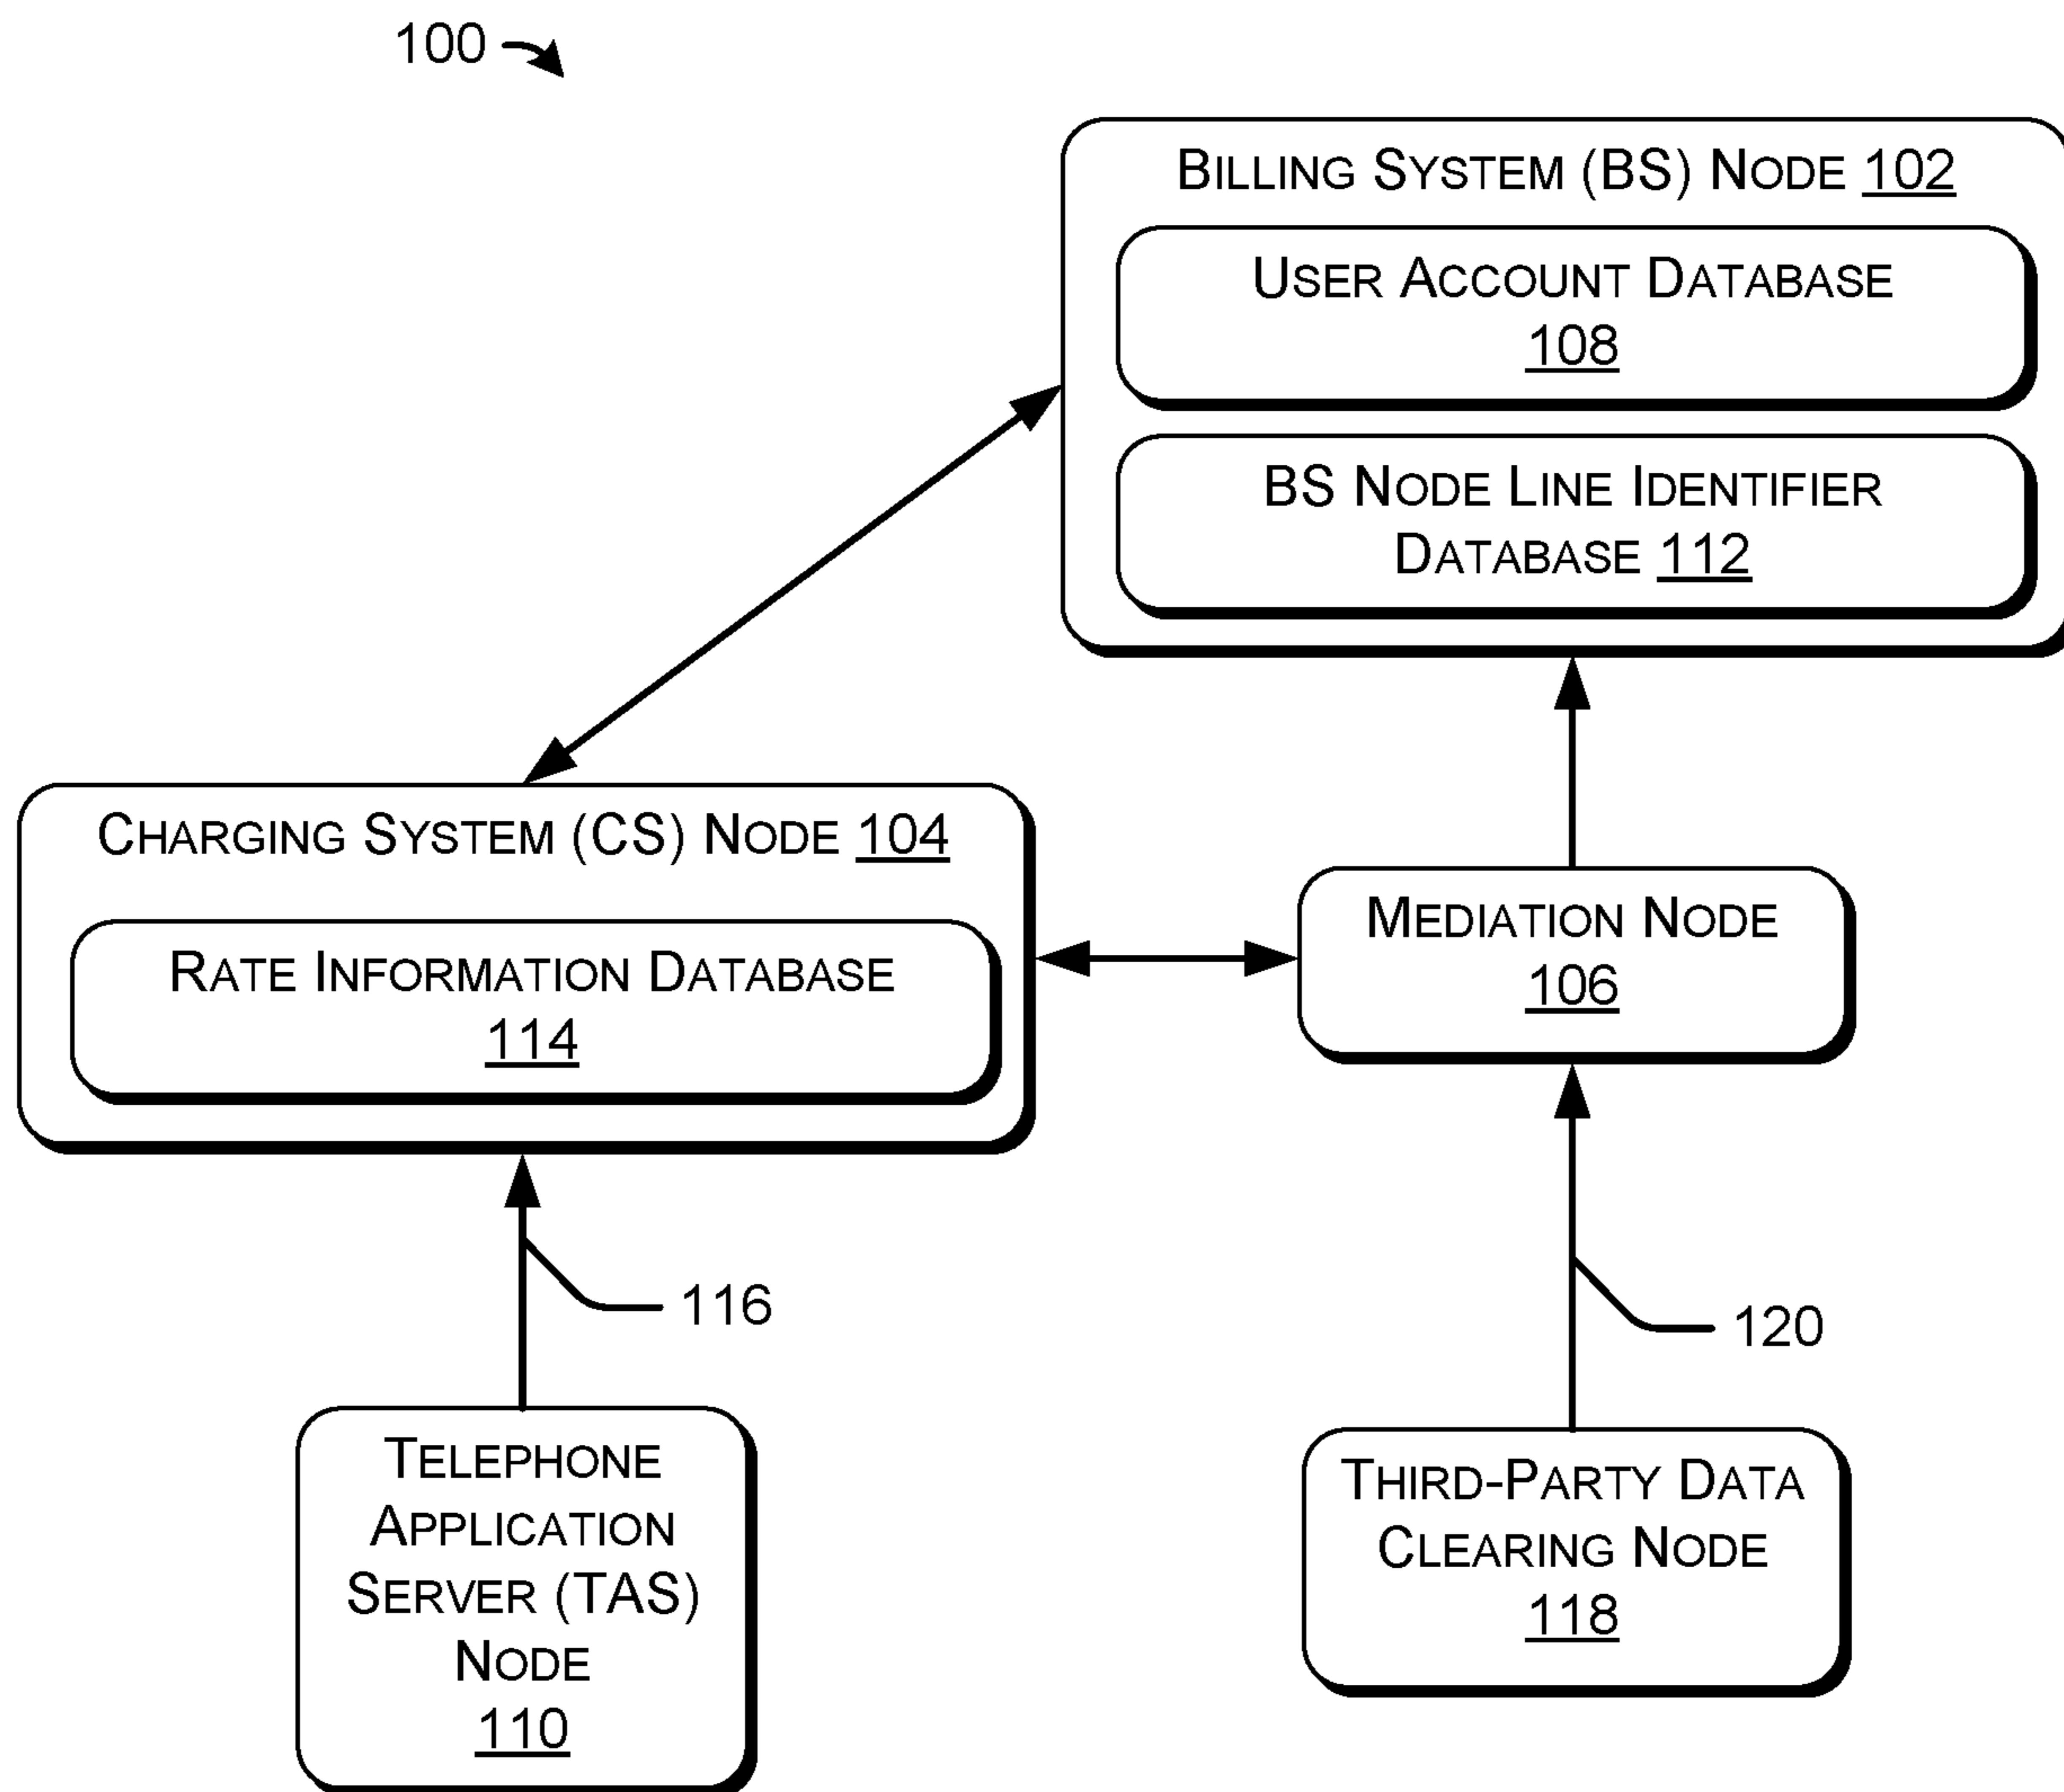 100
BILLING SYSTEM (BS) NODE 102
USER ACCOUNT DATABASE
108
BS NODE LINE IDENTIFIER
DATABASE 112
CHARGING SYSTEM (CS) NODE 104
RATE INFORMATION DATABASE
114
MEDIATION NODE
106
116
120
TELEPHONE
APPLICATION
SERVER (TAS)
NODE
110
THIRD-PARTY DATA
CLEARING NODE
118